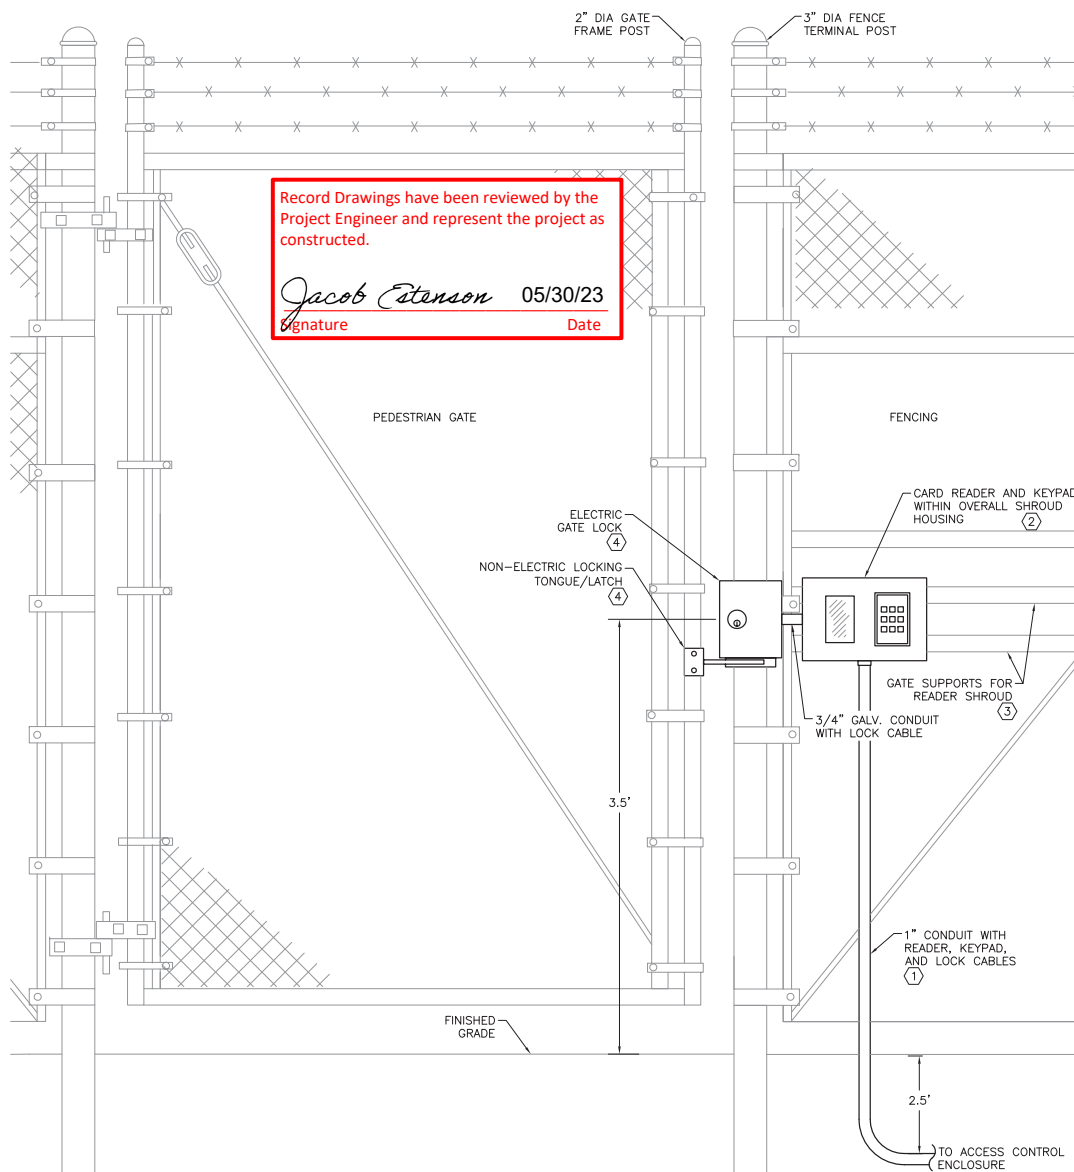 2" DIA GATE
FRAME POST
3" DIA FENCE
TERMINAL POST
Record Drawings have been reviewed by the
Project Engineer and represent the project as
constructed.
Jacob Estenson 05/30/23
Signature Date
PEDESTRIAN GATE
FENCING
CARD READER AND KEYPAD
WITHIN OVERALL SHROUD
HOUSING 2
ELECTRIC
GATE LOCK
4
NON-ELECTRIC LOCKING
TONGUE/LATCH
4
GATE SUPPORTS FOR
READER SHROUD
3
3/4" GALV. CONDUIT
WITH LOCK CABLE
3.5'
1" CONDUIT WITH
READER, KEYPAD,
AND LOCK CABLES
1
FINISHED
GRADE
2.5'
TO ACCESS CONTROL
ENCLOSURE